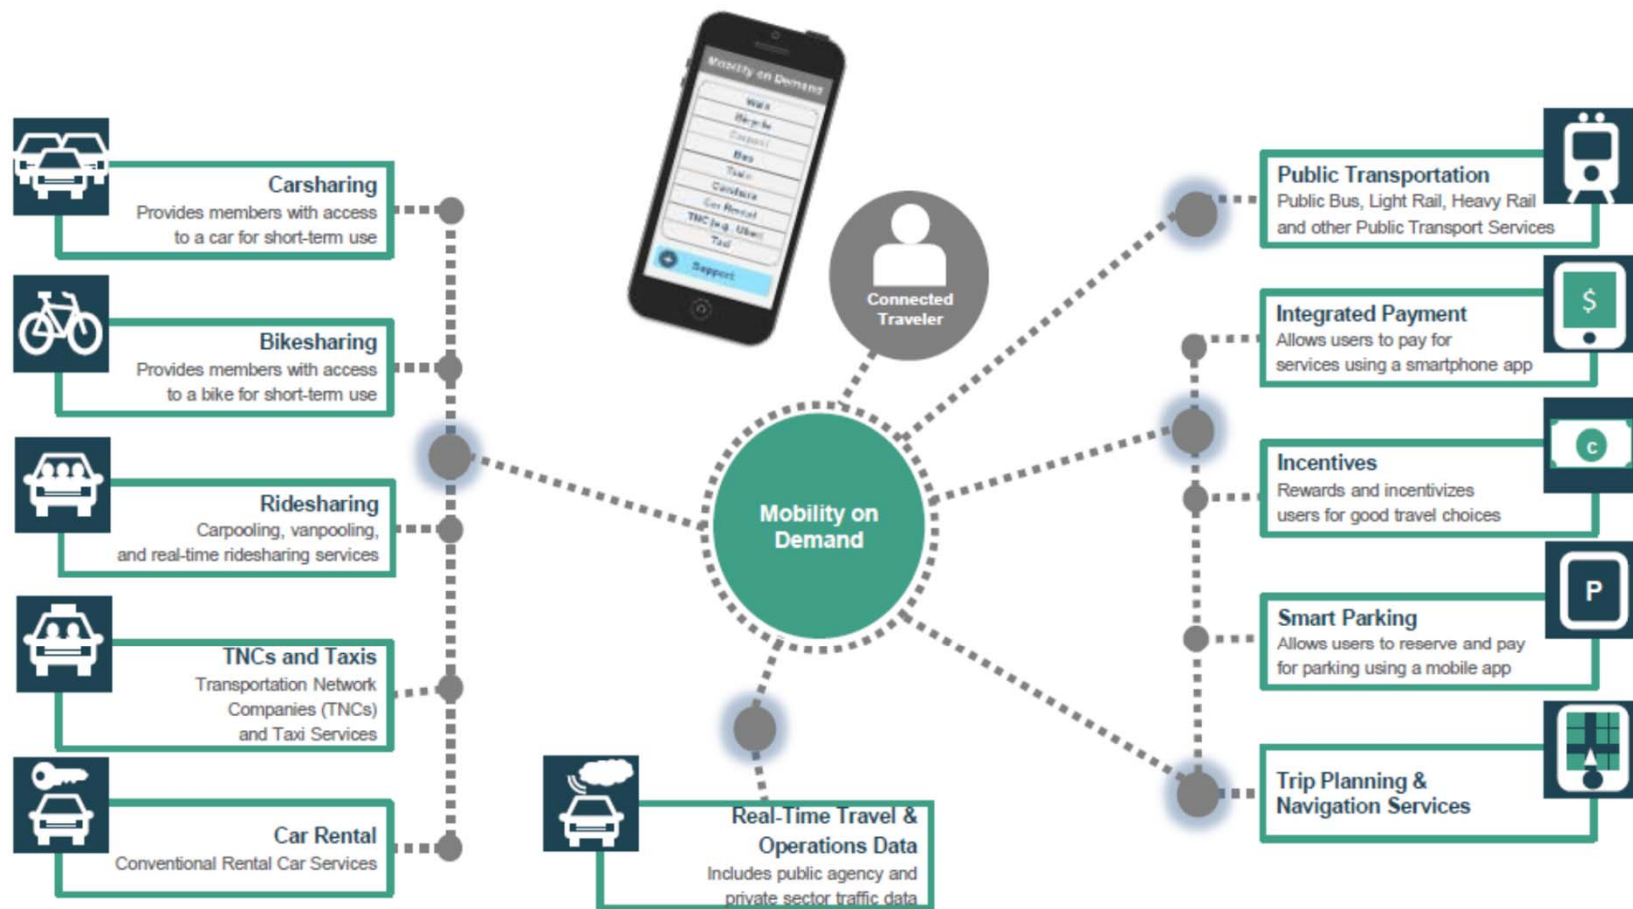 Mobility on Demand
Walk
Bicycle
Carpool
Bus
Train
Car Rental
TNC (e.g., Uber)
Taxi
Support
Carsharing
Provides members with access
to a car for short-term use
Bikesharing
Provides members with access
to a bike for short-term use
Ridesharing
Carpooling, vanpooling,
and real-time ridesharing services
TNCs and Taxis
Transportation Network
Companies (TNCs)
and Taxi Services
Car Rental
Conventional Rental Car Services
Connected
Traveler
Mobility on
Demand
Real-Time Travel &
Operations Data
Includes public agency and
private sector traffic data
Public Transportation
Public Bus, Light Rail, Heavy Rail
and other Public Transport Services
Integrated Payment
Allows users to pay for
services using a smartphone app
$
Incentives
Rewards and incentivizes
users for good travel choices
c
Smart Parking
Allows users to reserve and pay
for parking using a mobile app
P
Trip Planning &
Navigation Services